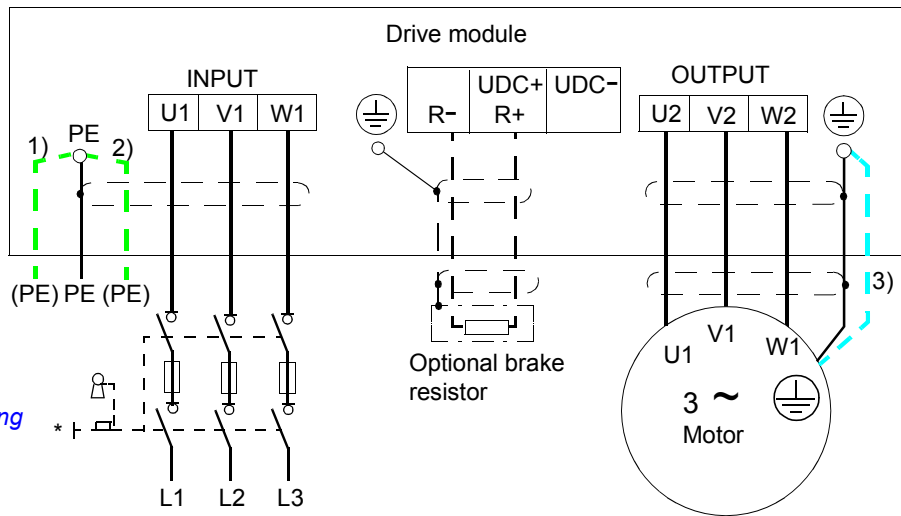 Drive module
INPUT
OUTPUT
U1 V1 W1
UDC+ UDC-
R- R+
U2 V2 W2
1) PE 2)
3)
(PE) PE (PE)
Optional brake
resistor
U1 V1 W1
3 ~
Motor
ng
*
L1 L2 L3